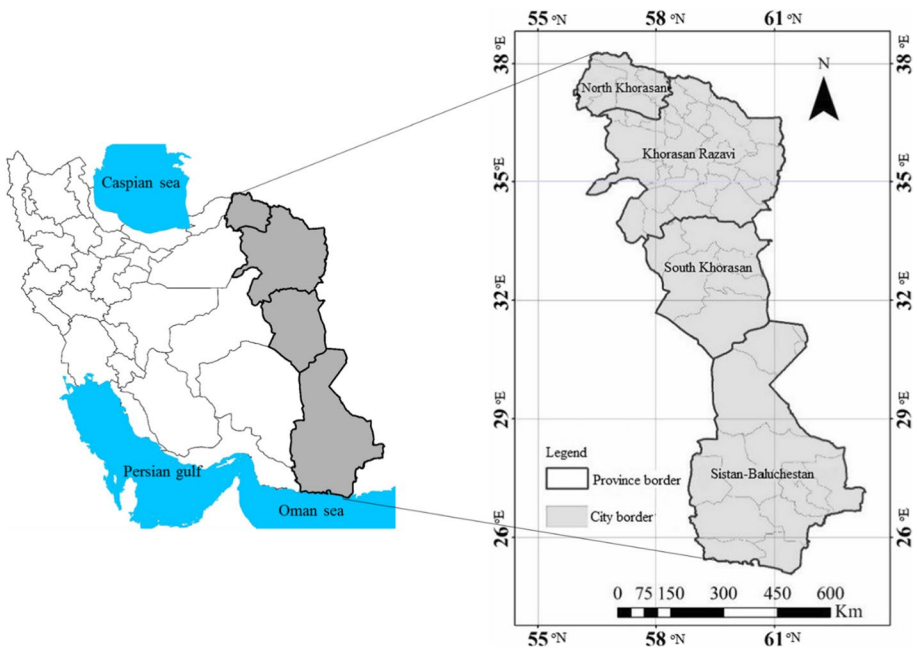 Caspian sea
Persian gulf
Oman sea
55 °N 58 °N 61 °N
38 °E
35 °E
32 °E
29 °E
26 °E
N
North Khorasan
Khorasan Razavi
South Khorasan
Sistan-Baluchestan
Legend
Province border
City border
0 75 150 300 450 600
Km
38 °E
35 °E
32 °E
29 °E
26 °E
55 °N 58 °N 61 °N